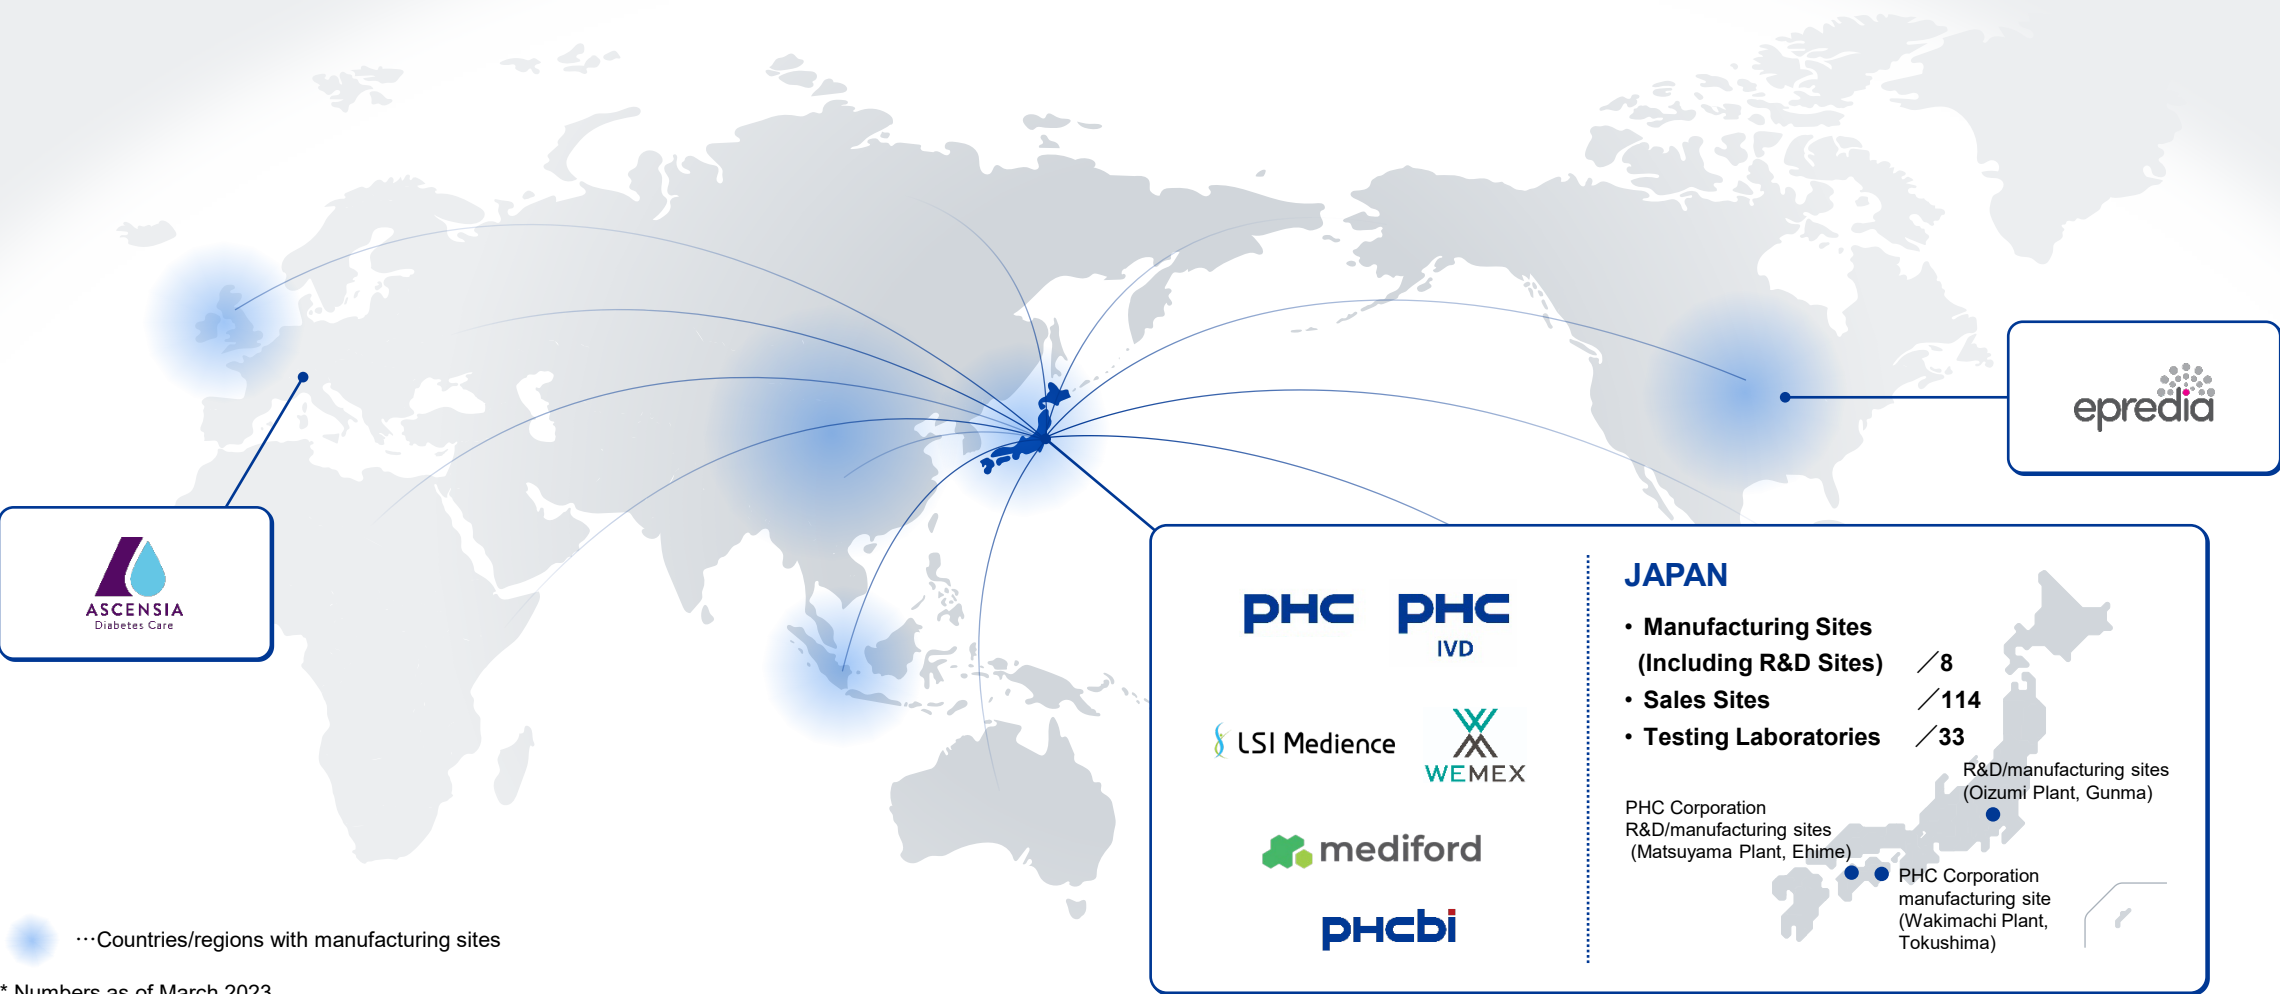 ASCENSIA
Diabetes Care
epredia
PHC
PHC
IVD
LSI Medience
WEMEX
mediford
PHCbi
JAPAN
・ Manufacturing Sites
(Including R&D Sites) ／8
・ Sales Sites ／114
・ Testing Laboratories ／33
R&D/manufacturing sites
(Oizumi Plant, Gunma)
PHC Corporation
R&D/manufacturing sites
(Matsuyama Plant, Ehime)
PHC Corporation
manufacturing site
(Wakimachi Plant,
Tokushima)
…Countries/regions with manufacturing sites
* Numbers as of March 2023